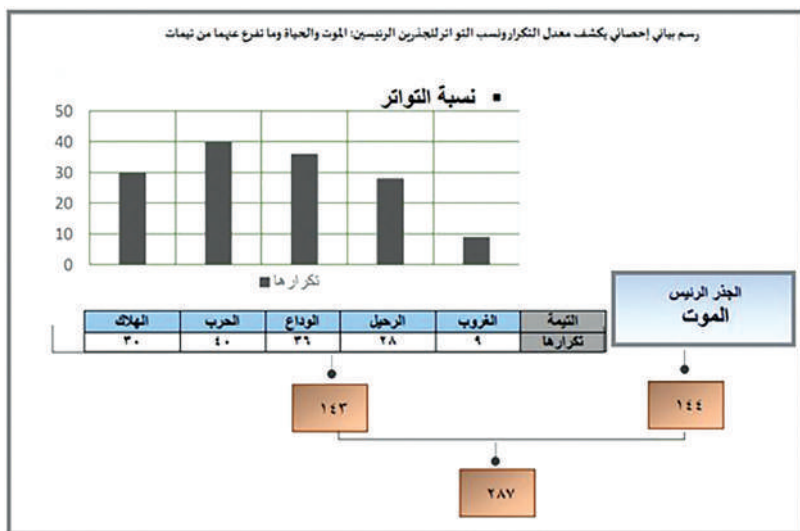 رسم بياني إحصائي يكشف معدل التكرار ونسب التواتر للجذرين الرئيسين: الموت والحياة وما تفرع عنهما من تيمات
▪ نسبة التواتر
50
40
30
20
10
0
تكرارها
الجذر الرئيس
الموت
التيمة الغروب الرحيل الوداع الحرب الهلاك
تكرارها ٩ ٢٨ ٣٦ ٤٠ ٣٠
١٤٤ ١٤٣
٢٨٧